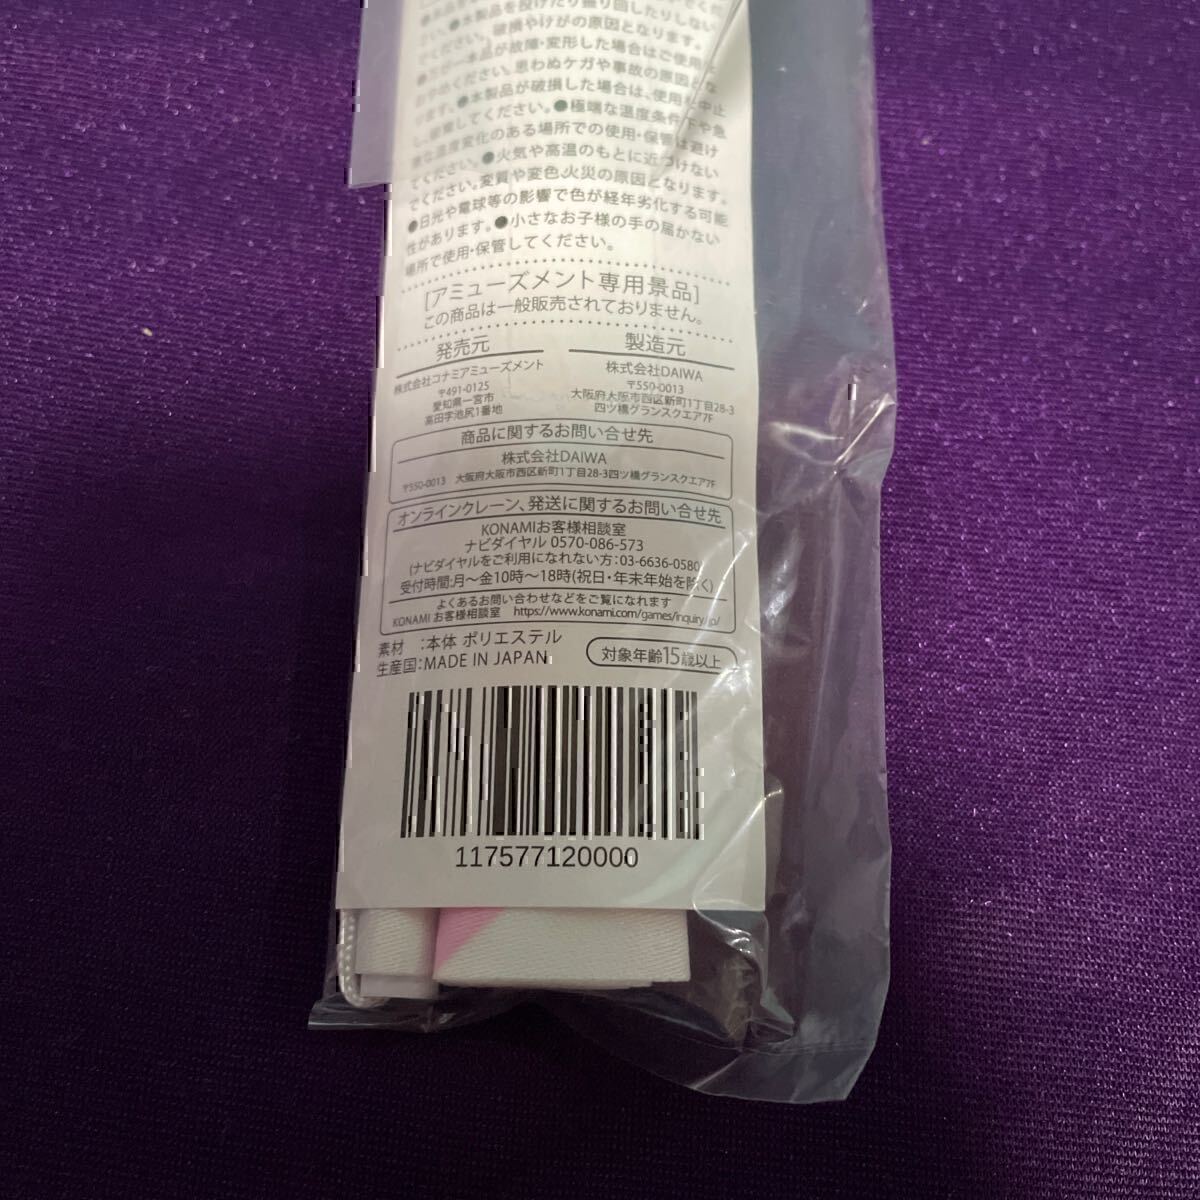 ●本製品を投げたり振り回したりしない
ください。破損やけがの原因となります。
●万が一本品が故障・変形した場合はご使用
おやめください。思わぬケガや事故の原因とな
ります。●本製品が破損した場合は、使用を中止
し、破棄してください。●極端な温度条件下や急
激な温度変化のある場所での使用・保管は避け
てください。●火気や高温のもとに近づけない
でください。変質や変色、火災の原因となります。
●日光や電球等の影響で色が経年劣化する可能
性があります。●小さなお子様の手の届かない
場所で使用・保管してください。
[アミューズメント専用景品]
この商品は一般販売されておりません。
発売元
株式会社コナミアミューズメント
〒491-0125
愛知県一宮市
高田字池尻1番地
製造元
株式会社DAIWA
〒550-0013
大阪府大阪市西区新町1丁目28-3
四ツ橋グランスクエア7F
商品に関するお問い合せ先
株式会社DAIWA
〒550-0013 大阪府大阪市西区新町1丁目28-3四ツ橋グランスクエア7F
オンラインクレーン、発送に関するお問い合せ先
KONAMIお客様相談室
ナビダイヤル 0570-086-573
(ナビダイヤルをご利用になれない方：03-6636-0580)
受付時間:月～金10時～18時(祝日・年末年始を除く)
よくあるお問い合わせなどをご覧になれます
KONAMI お客様相談室 https://www.konami.com/games/inquiry/jp/
素材 :本体 ポリエステル
生産国:MADE IN JAPAN
対象年齢15歳以上
117577120000